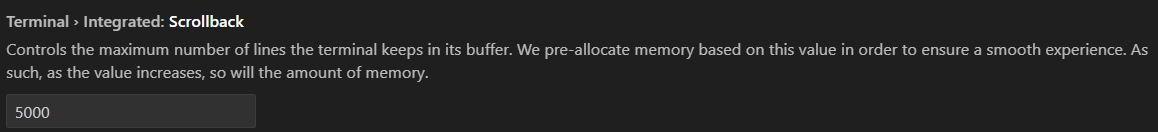 Terminal › Integrated: Scrollback
Controls the maximum number of lines the terminal keeps in its buffer. We pre-allocate memory based on this value in order to ensure a smooth experience. As
such, as the value increases, so will the amount of memory.
5000